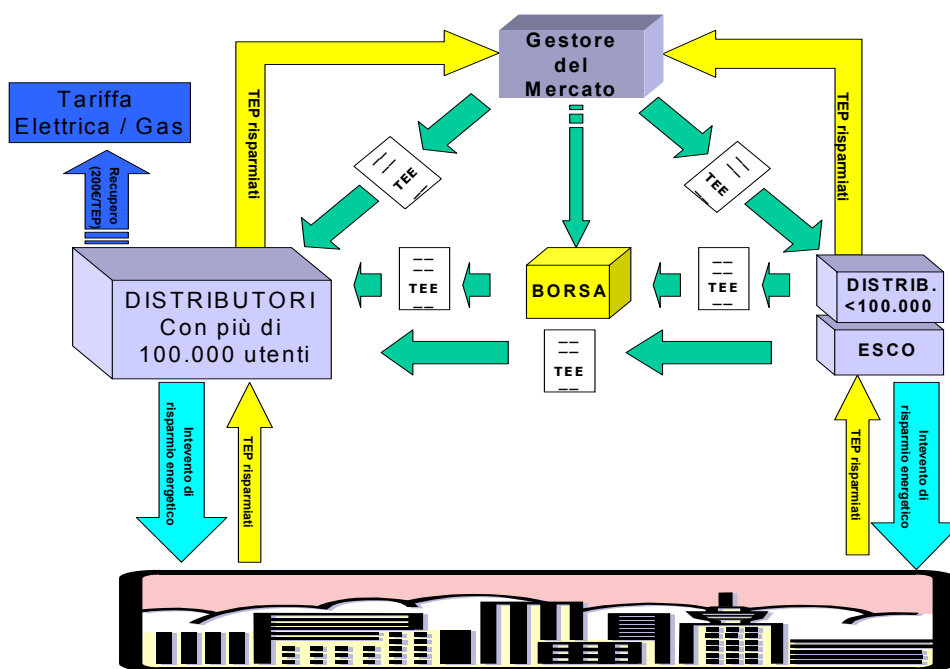 Gestore
del
Mercato
TEP risparmiati
TEP risparmiati
Tariffa
Elettrica / Gas
Recupero
(200€/TEP)
TEE
TEE
DISTRIBUTORI
Con più di
100.000 utenti
TEE
BORSA
TEE
DISTRIB.
<100.000
TEE
ESCO
Intevento di
risparmio energetico
TEP risparmiati
TEP risparmiati
Intevento di
risparmio energetico